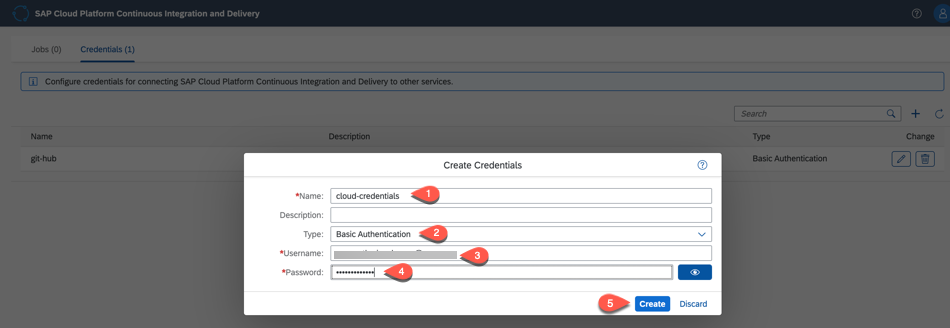 SAP Cloud Platform Continuous Integration and Delivery
Jobs (0) Credentials (1)
Configure credentials for connecting SAP Cloud Platform Continuous Integration and Delivery to other services.
Search
Name Description Type Change
git-hub Basic Authentication
Create Credentials
*Name: cloud-credentials 1
Description:
Type: Basic Authentication 2
*Username: 3
*Password: ••••••••••••• 4
5 Create Discard